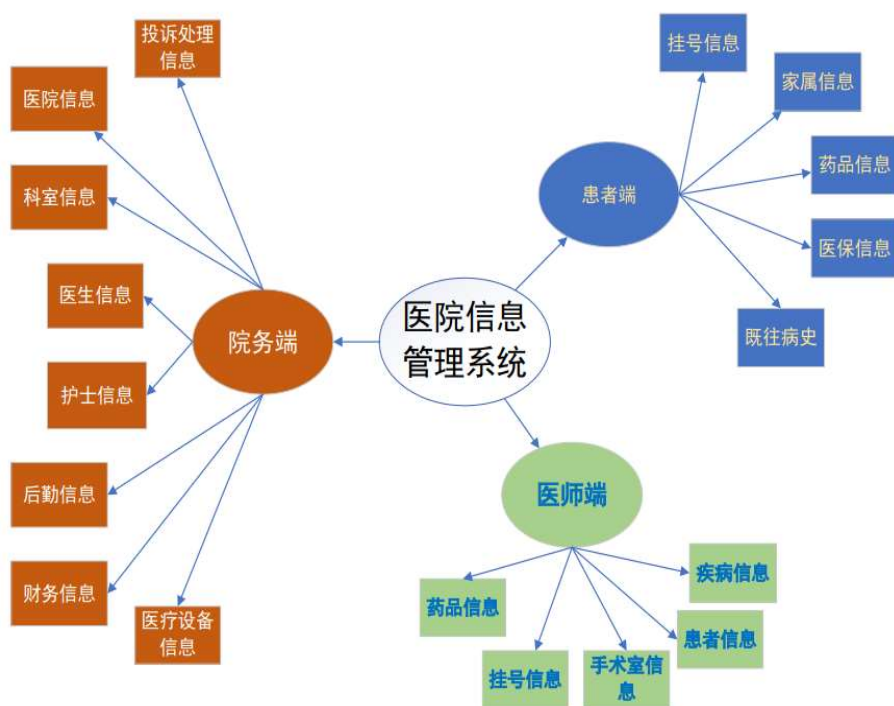 投诉处理
信息
医院信息
科室信息
医生信息
护士信息
后勤信息
财务信息
医疗设备
信息
院务端
医院信息
管理系统
患者端
挂号信息
家属信息
药品信息
医保信息
既往病史
医师端
疾病信息
患者信息
手术室信
息
挂号信息
药品信息